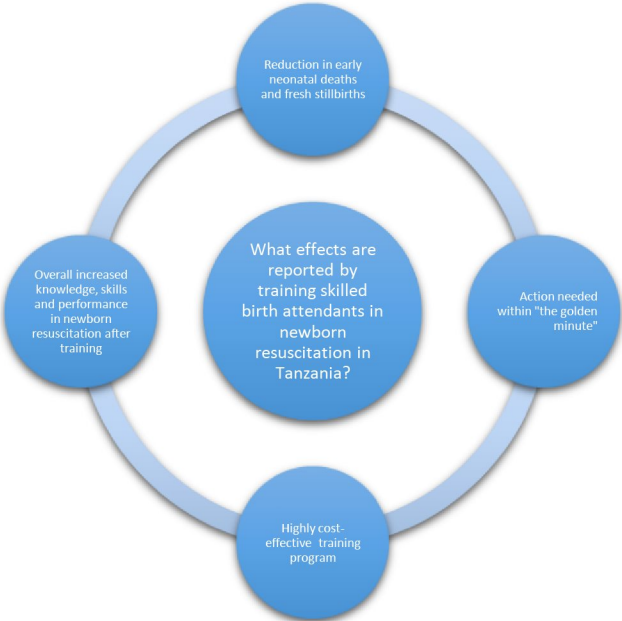 Reduction in early
neonatal deaths
and fresh stillbirths
What effects are
reported by
training skilled
birth attendants in
newborn
resuscitation in
Tanzania?
Overall increased
knowledge, skills
and performance
in newborn
resuscitation after
training
Action needed
within "the golden
minute"
Highly cost-
effective training
program